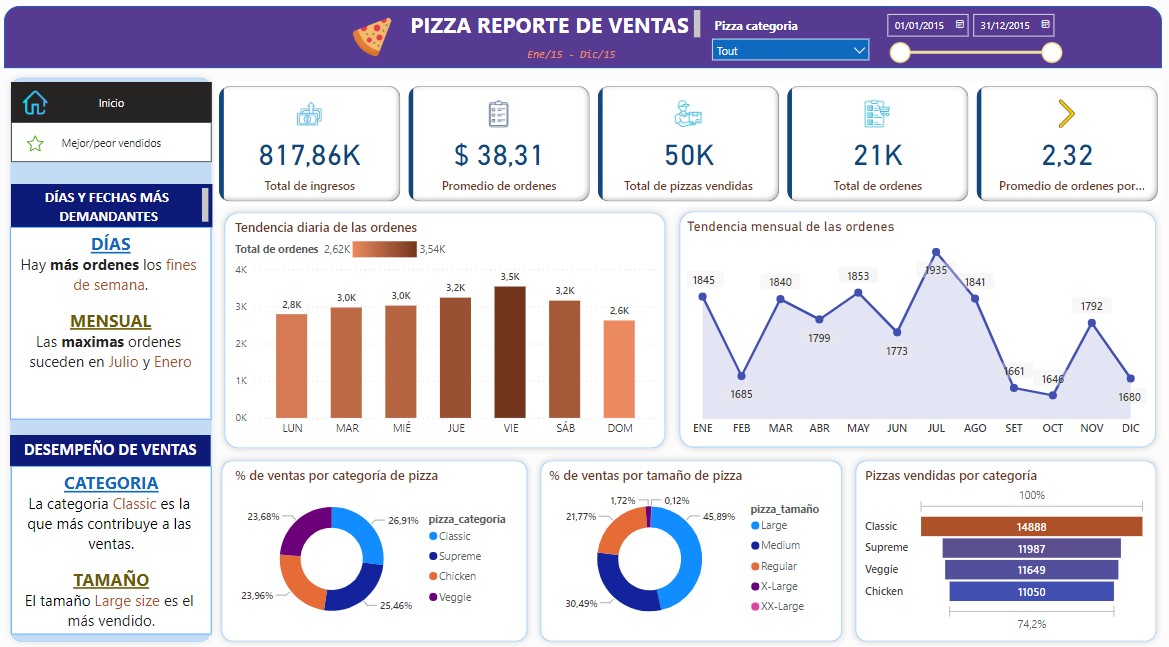 PIZZA REPORTE DE VENTAS
Ene/15 - Dic/15
Pizza categoria
Tout
01/01/2015
31/12/2015
Inicio
Mejor/peor vendidos
DÍAS Y FECHAS MÁS
DEMANDANTES
DÍAS
Hay más ordenes los fines
de semana.
MENSUAL
Las maximas ordenes
suceden en Julio y Enero
DESEMPEÑO DE VENTAS
CATEGORIA
La categoria Classic es la
que más contribuye a las
ventas.
TAMAÑO
El tamaño Large size es el
más vendido.
817,86K
Total de ingresos
$ 38,31
Promedio de ordenes
50K
Total de pizzas vendidas
21K
Total de ordenes
2,32
Promedio de ordenes por...
Tendencia diaria de las ordenes
Total de ordenes 2,62K 3,54K
4K
3K
2K
1K
0K
2,8K
3,0K
3,0K
3,2K
3,5K
3,2K
2,6K
LUN MAR MIÉ JUE VIE SÁB DOM
Tendencia mensual de las ordenes
1845
1685
1840
1799
1853
1773
1935
1841
1661
1646
1792
1680
ENE FEB MAR ABR MAY JUN JUL AGO SET OCT NOV DIC
% de ventas por categoría de pizza
23,68%
26,91%
23,96%
25,46%
pizza_categoria
Classic
Supreme
Chicken
Veggie
% de ventas por tamaño de pizza
1,72%
0,12%
21,77%
45,89%
30,49%
pizza_tamaño
Large
Medium
Regular
X-Large
XX-Large
Pizzas vendidas por categoría
100%
Classic 14888
Supreme 11987
Veggie 11649
Chicken 11050
74,2%